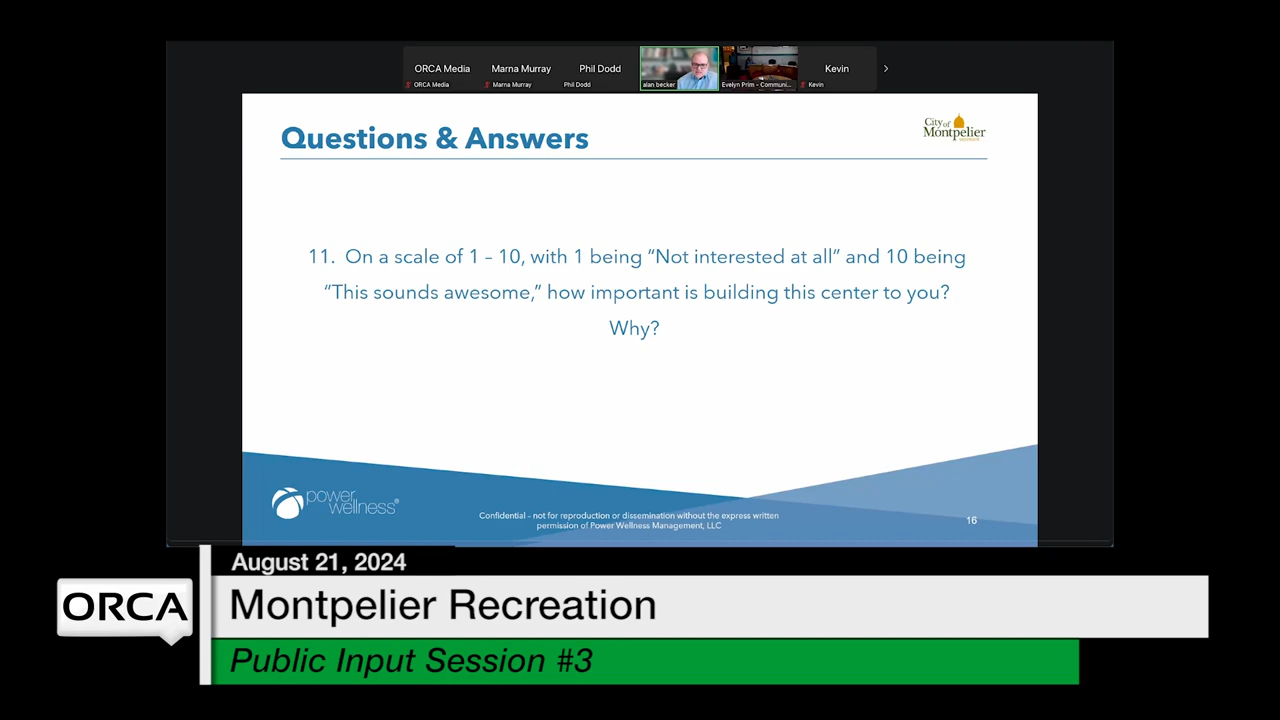 ORCA Media
Marna Murray
Phil Dodd
Kevin
ORCA Media
Marna Murray
Phil Dodd
alan becker
Evelyn Prim - Communi...
Kevin
Questions & Answers
City of
Montpelier
11. On a scale of 1 – 10, with 1 being “Not interested at all” and 10 being
“This sounds awesome,” how important is building this center to you?
Why?
power
wellness®
Confidential – not for reproduction or dissemination without the express written
permission of Power Wellness Management, LLC
16
August 21, 2024
ORCA
Montpelier Recreation
Public Input Session #3